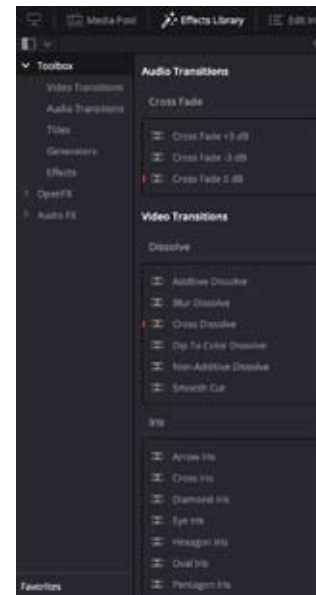 Media Pool
Effects Library
Edit In
Toolbox
Video Transitions
Audio Transitions
Titles
Generators
Effects
OpenFX
Audio FX
Favorites
Audio Transitions
Cross Fade
Cross Fade +3 dB
Cross Fade -3 dB
Cross Fade 0 dB
Video Transitions
Dissolve
Additive Dissolve
Blur Dissolve
Cross Dissolve
Dip To Color Dissolve
Non-Additive Dissolve
Smooth Cut
Iris
Arrow Iris
Cross Iris
Diamond Iris
Eye Iris
Hexagon Iris
Oval Iris
Pentagon Iris